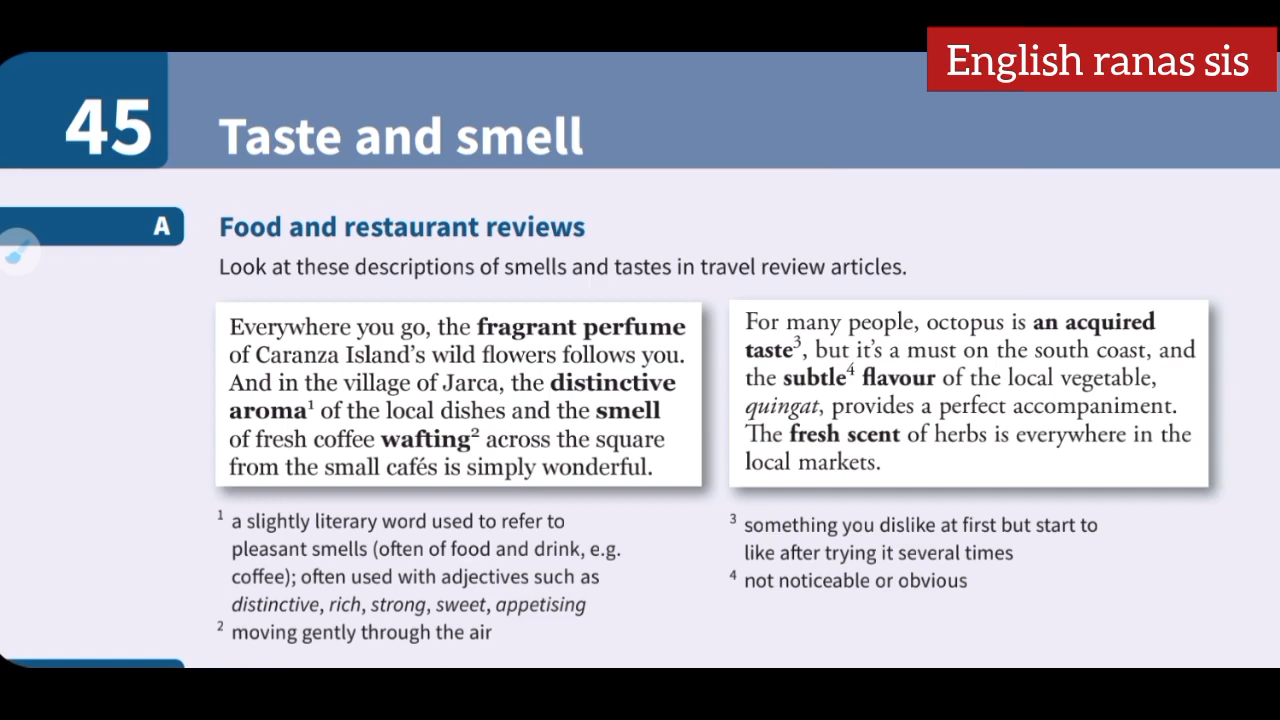 English ranas sis
45
Taste and smell
A
Food and restaurant reviews
Look at these descriptions of smells and tastes in travel review articles.
Everywhere you go, the fragrant perfume
of Caranza Island's wild flowers follows you.
And in the village of Jarca, the distinctive
aroma¹ of the local dishes and the smell
of fresh coffee wafting² across the square
from the small cafés is simply wonderful.
¹ a slightly literary word used to refer to
pleasant smells (often of food and drink, e.g.
coffee); often used with adjectives such as
distinctive, rich, strong, sweet, appetising
² moving gently through the air
For many people, octopus is an acquired
taste³, but it's a must on the south coast, and
the subtle⁴ flavour of the local vegetable,
quingat, provides a perfect accompaniment.
The fresh scent of herbs is everywhere in the
local markets.
³ something you dislike at first but start to
like after trying it several times
⁴ not noticeable or obvious